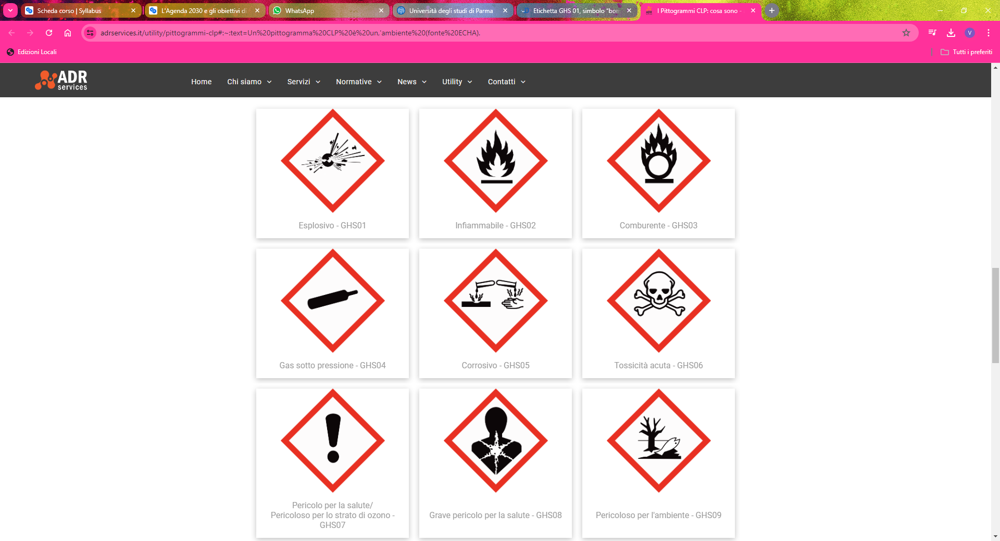 Scheda corso | Syllabus
L'Agenda 2030 e gli obiettivi di
WhatsApp
Università degli studi di Parma
Etichetta GHS 01, simbolo “bom
I Pittogrammi CLP: cosa sono -
adrservices.it/utility/pittogrammi-clp#:~:text=Un%20pittogramma%20CLP%20è%20un,'ambiente%20(fonte%20ECHA).
V
Edizioni Locali
Tutti i preferiti
ADR
services
Home
Chi siamo
Servizi
Normative
News
Utility
Contatti
Esplosivo - GHS01
Infiammabile - GHS02
Comburente - GHS03
Gas sotto pressione - GHS04
Corrosivo - GHS05
Tossicità acuta - GHS06
Pericolo per la salute/
Pericoloso per lo strato di ozono -
GHS07
Grave pericolo per la salute - GHS08
Pericoloso per l'ambiente - GHS09